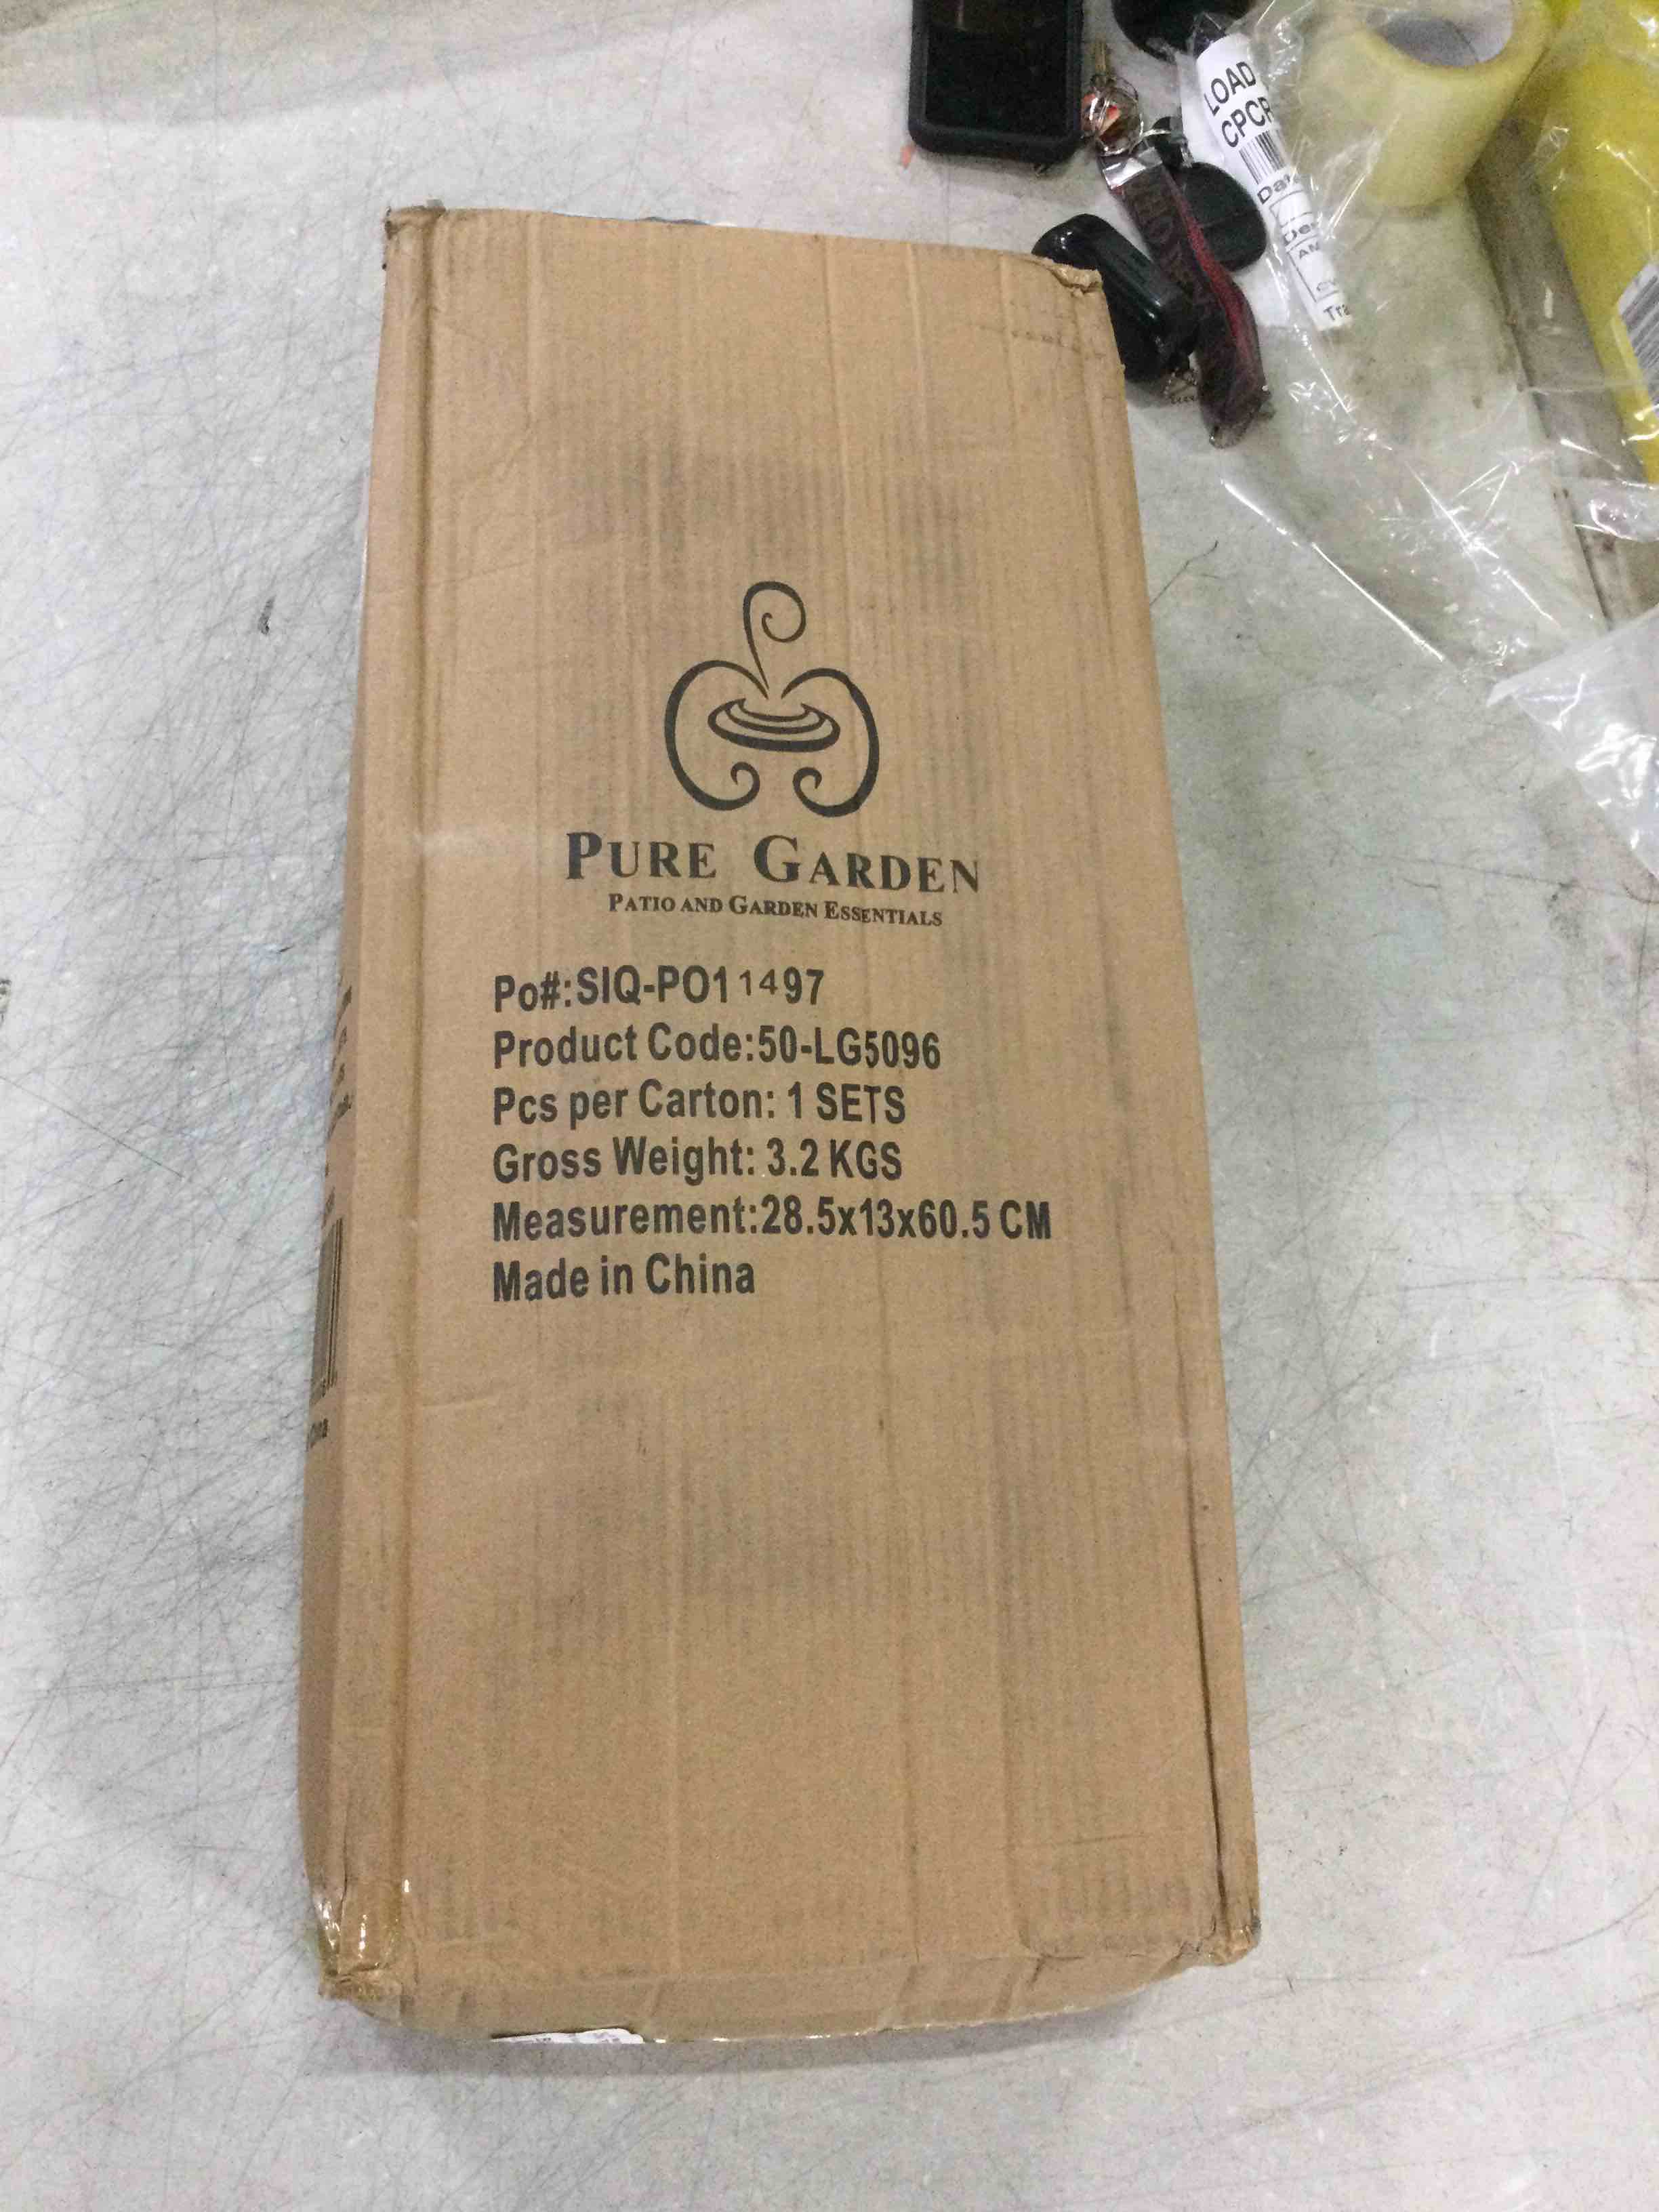 PURE GARDEN
PATIO AND GARDEN ESSENTIALS
Po#:SIQ-PO11497
Product Code:50-LG5096
Pcs per Carton: 1 SETS
Gross Weight: 3.2 KGS
Measurement:28.5x13x60.5 CM
Made in China
LOAD
CPCP